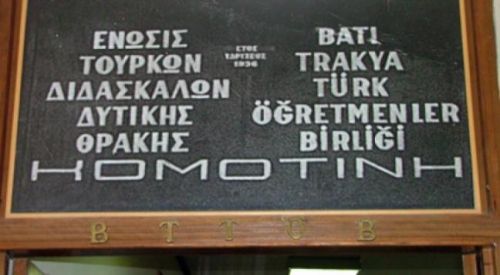 ΕΝΩΣΙΣ
ΤΟΥΡΚΩΝ
ΔΙΔΑΣΚΑΛΩΝ
ΔΥΤΙΚΗΣ
ΘΡΑΚΗΣ
ΕΤΟΣ
ΙΔΡΥΣΕΩΣ
1936
BATI
TRAKYA
TÜRK
ÖĞRETMENLER
BİRLİĞİ
ΚΟΜΟΤΙΝΗ
B T T Ö B